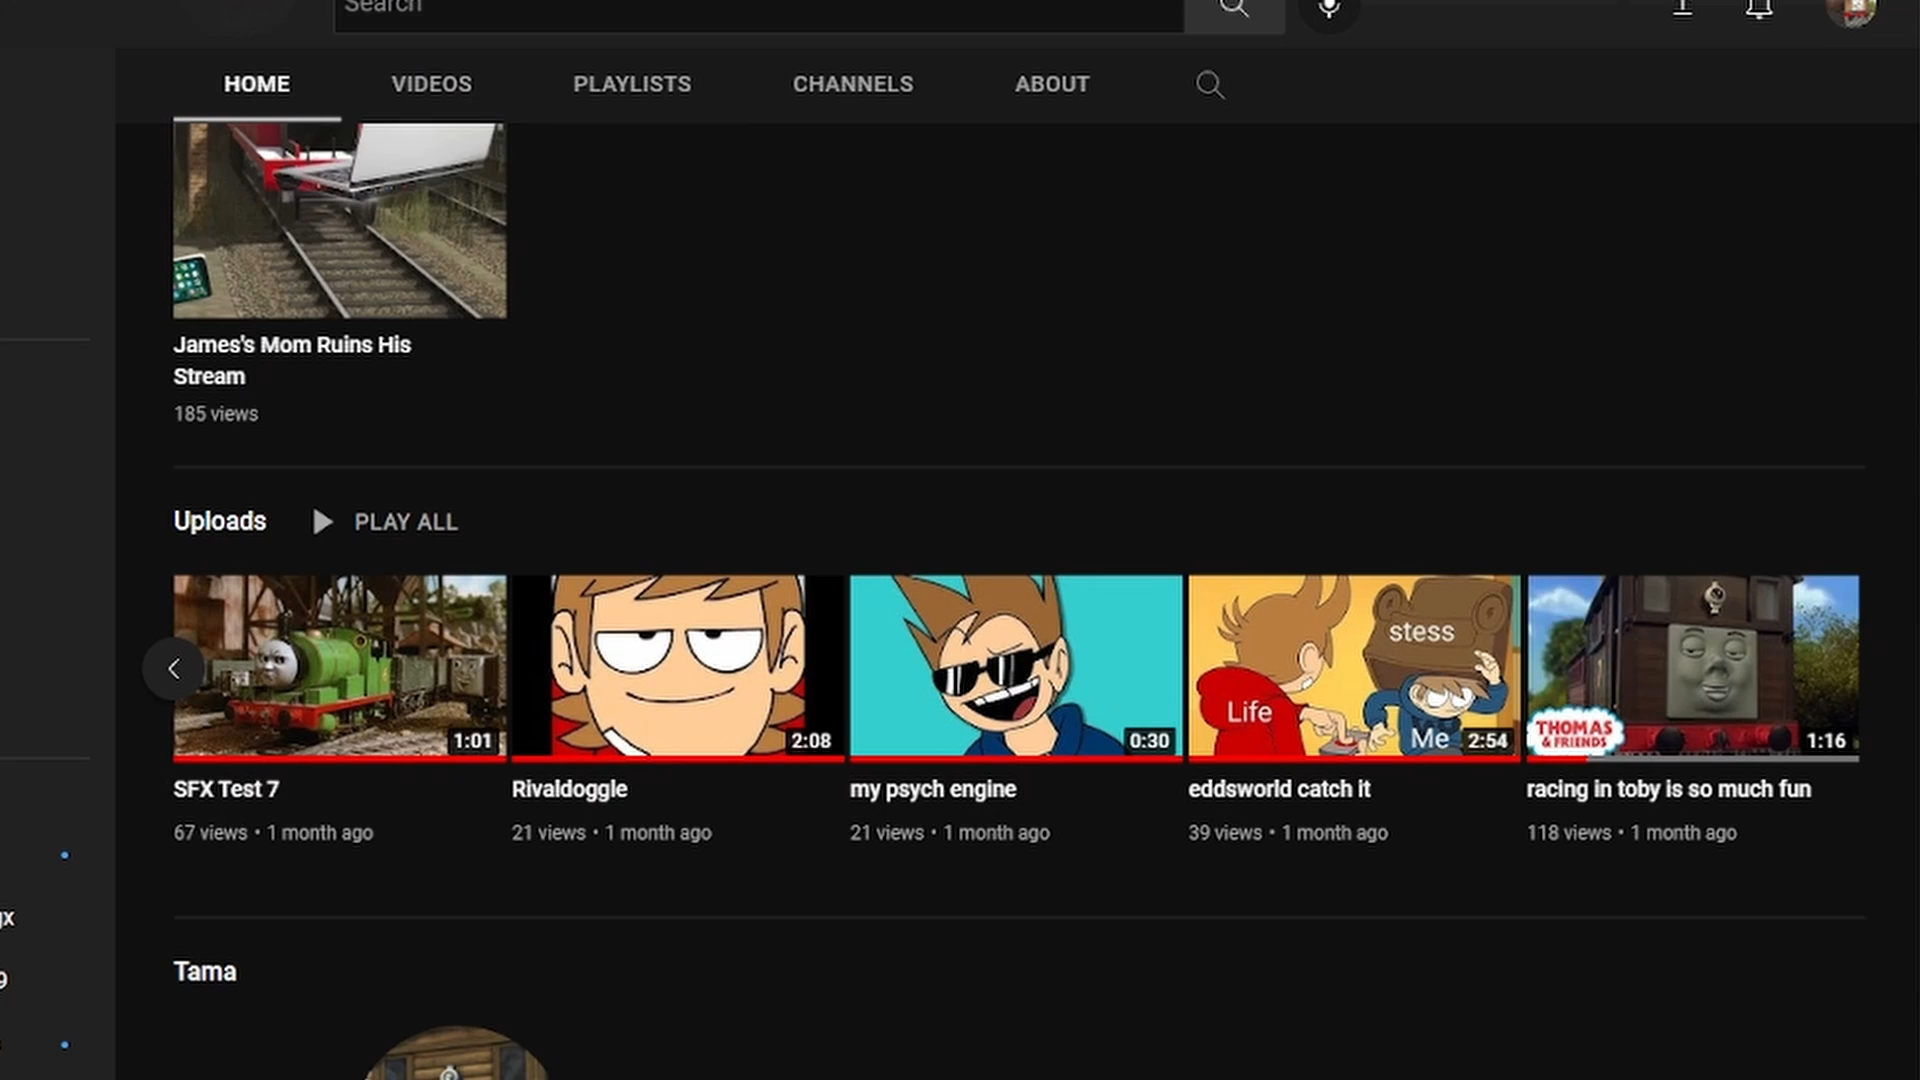 Search
HOME VIDEOS PLAYLISTS CHANNELS ABOUT
James's Mom Ruins His
Stream
185 views
Uploads PLAY ALL
stess
Life
Me
THOMAS
& FRIENDS
1:01 2:08 0:30 2:54 1:16
SFX Test 7 Rivaldoggle my psych engine eddsworld catch it racing in toby is so much fun
67 views • 1 month ago 21 views • 1 month ago 21 views • 1 month ago 39 views • 1 month ago 118 views • 1 month ago
Tama